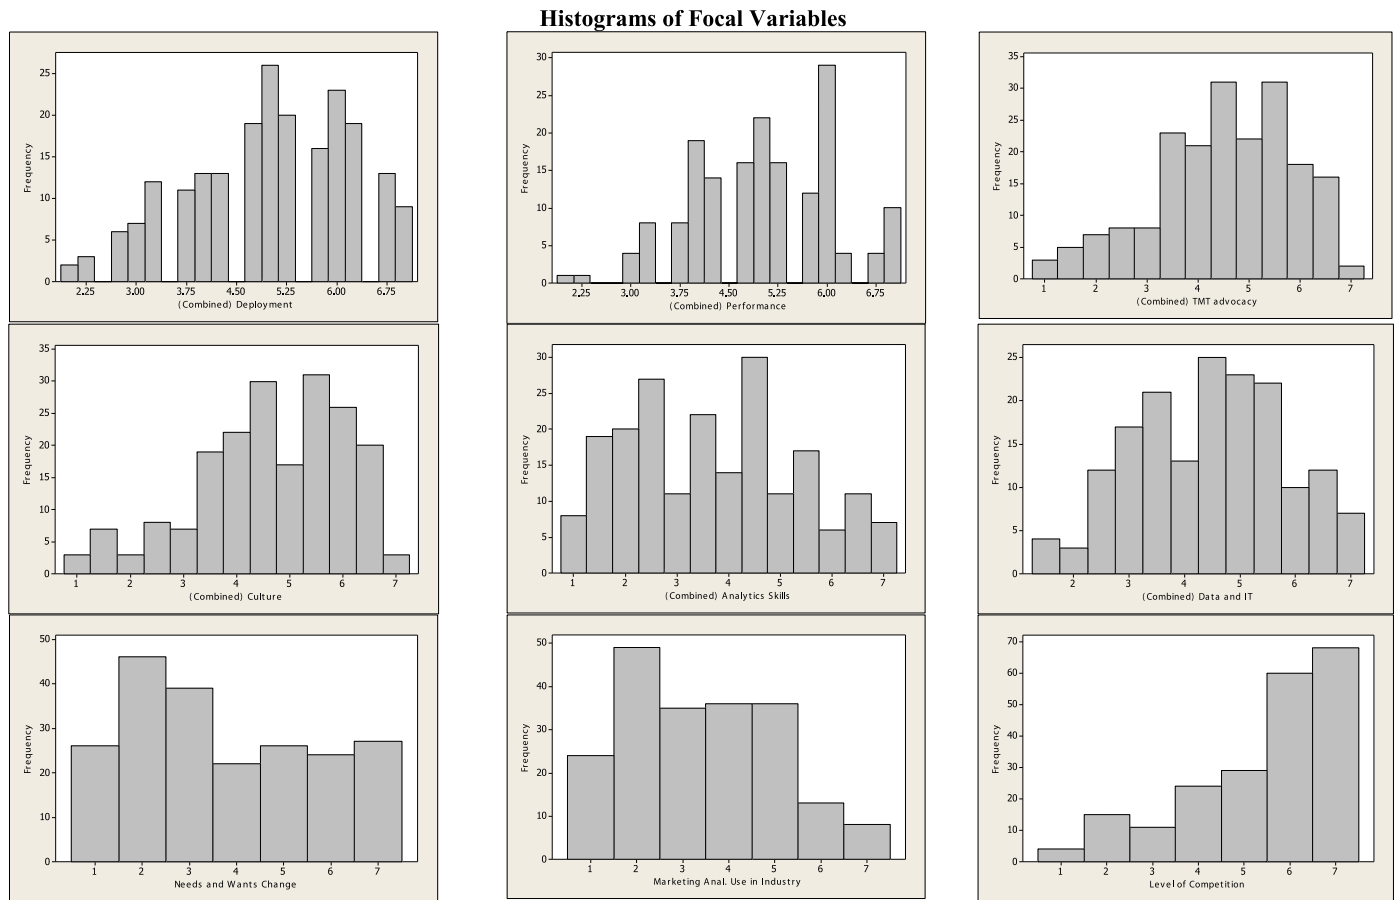 Histograms of Focal Variables
25
20
15
10
5
0
Frequency
2.25 3.00 3.75 4.50 5.25 6.00 6.75
(Combined) Deployment
30
25
20
15
10
5
0
Frequency
2.25 3.00 3.75 4.50 5.25 6.00 6.75
(Combined) Performance
35
30
25
20
15
10
5
0
Frequency
1 2 3 4 5 6 7
(Combined) TMT advocacy
35
30
25
20
15
10
5
0
Frequency
1 2 3 4 5 6 7
(Combined) Culture
30
25
20
15
10
5
0
Frequency
1 2 3 4 5 6 7
(Combined) Analytics Skills
25
20
15
10
5
0
Frequency
2 3 4 5 6 7
(Combined) Data and IT
50
40
30
20
10
0
Frequency
1 2 3 4 5 6 7
Needs and Wants Change
50
40
30
20
10
0
Frequency
1 2 3 4 5 6 7
Marketing Anal. Use in Industry
70
60
50
40
30
20
10
0
Frequency
1 2 3 4 5 6 7
Level of Competition